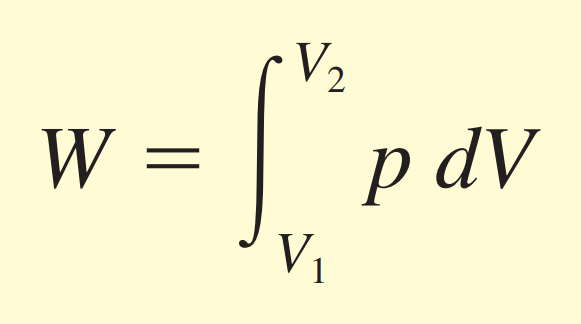 W = ∫_{V₁}^{V₂} p dV